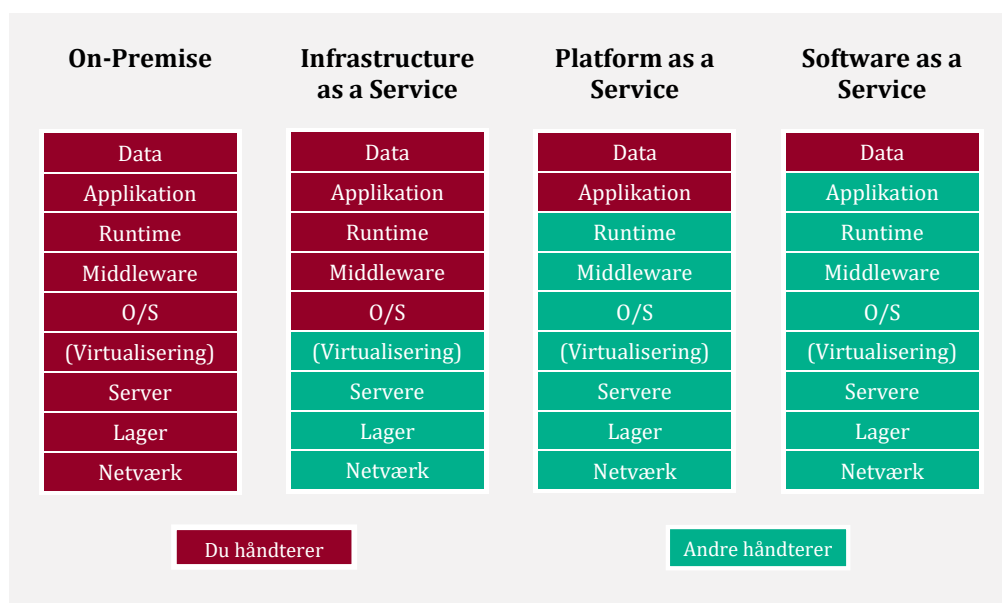 On-Premise
Infrastructure
as a Service
Platform as a
Service
Software as a
Service
Data
Applikation
Runtime
Middleware
O/S
(Virtualisering)
Server
Lager
Netværk
Data
Applikation
Runtime
Middleware
O/S
(Virtualisering)
Servere
Lager
Netværk
Data
Applikation
Runtime
Middleware
O/S
(Virtualisering)
Servere
Lager
Netværk
Data
Applikation
Runtime
Middleware
O/S
(Virtualisering)
Servere
Lager
Netværk
Du håndterer
Andre håndterer